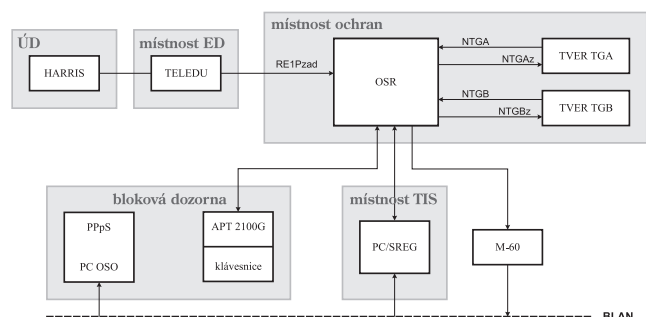 místnost ochran
ÚD
místnost ED
HARRIS
TELEDU
RE1Pzad
OSR
NTGA
NTGAz
TVER TGA
NTGB
NTGBz
TVER TGB
bloková dozorna
místnost TIS
PPpS
PC OSO
APT 2100G
klávesnice
PC/SREG
M-60
BLAN